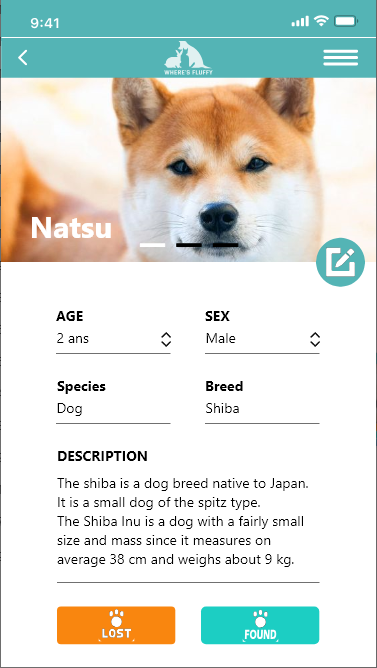 9:41
WHERE'S FLUFFY
Natsu
AGE
SEX
2 ans
Male
Species
Breed
Dog
Shiba
DESCRIPTION
The shiba is a dog breed native to Japan.
It is a small dog of the spitz type.
The Shiba Inu is a dog with a fairly small
size and mass since it measures on
average 38 cm and weighs about 9 kg.
LOST
FOUND